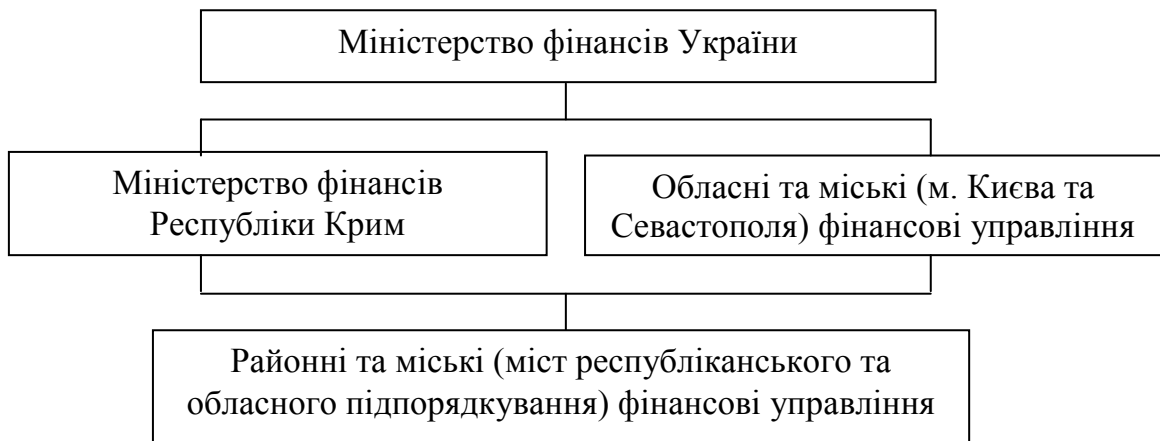 Міністерство фінансів України
Міністерство фінансів
Республіки Крим
Обласні та міські (м. Києва та
Севастополя) фінансові управління
Районні та міські (міст республіканського та
обласного підпорядкування) фінансові управління